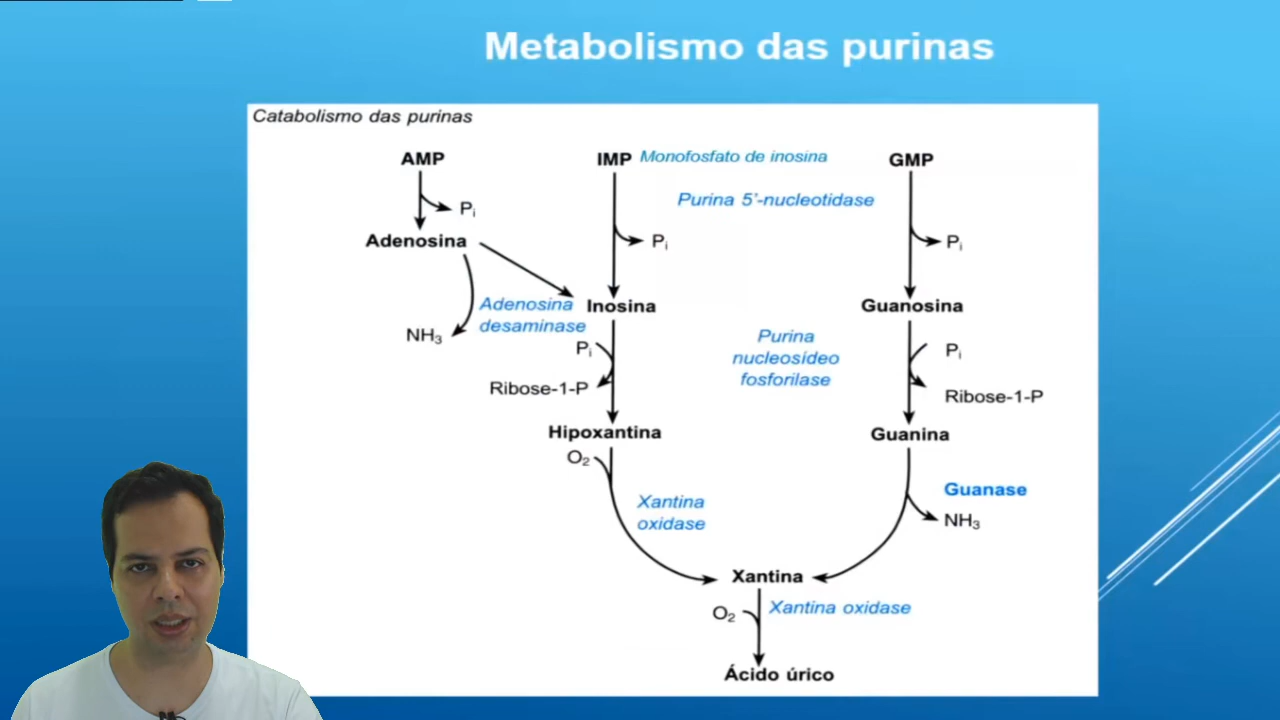 Metabolismo das purinas
Catabolismo das purinas
AMP
IMP Monofosfato de inosina
GMP
Pi
Purina 5'-nucleotidase
Adenosina
Pi
Pi
Adenosina
desaminase
Inosina
Guanosina
NH3
Pi
Purina
nucleosídeo
fosforilase
Pi
Ribose-1-P
Ribose-1-P
Hipoxantina
Guanina
O2
Xantina
oxidase
Guanase
NH3
Xantina
O2
Xantina oxidase
Ácido úrico